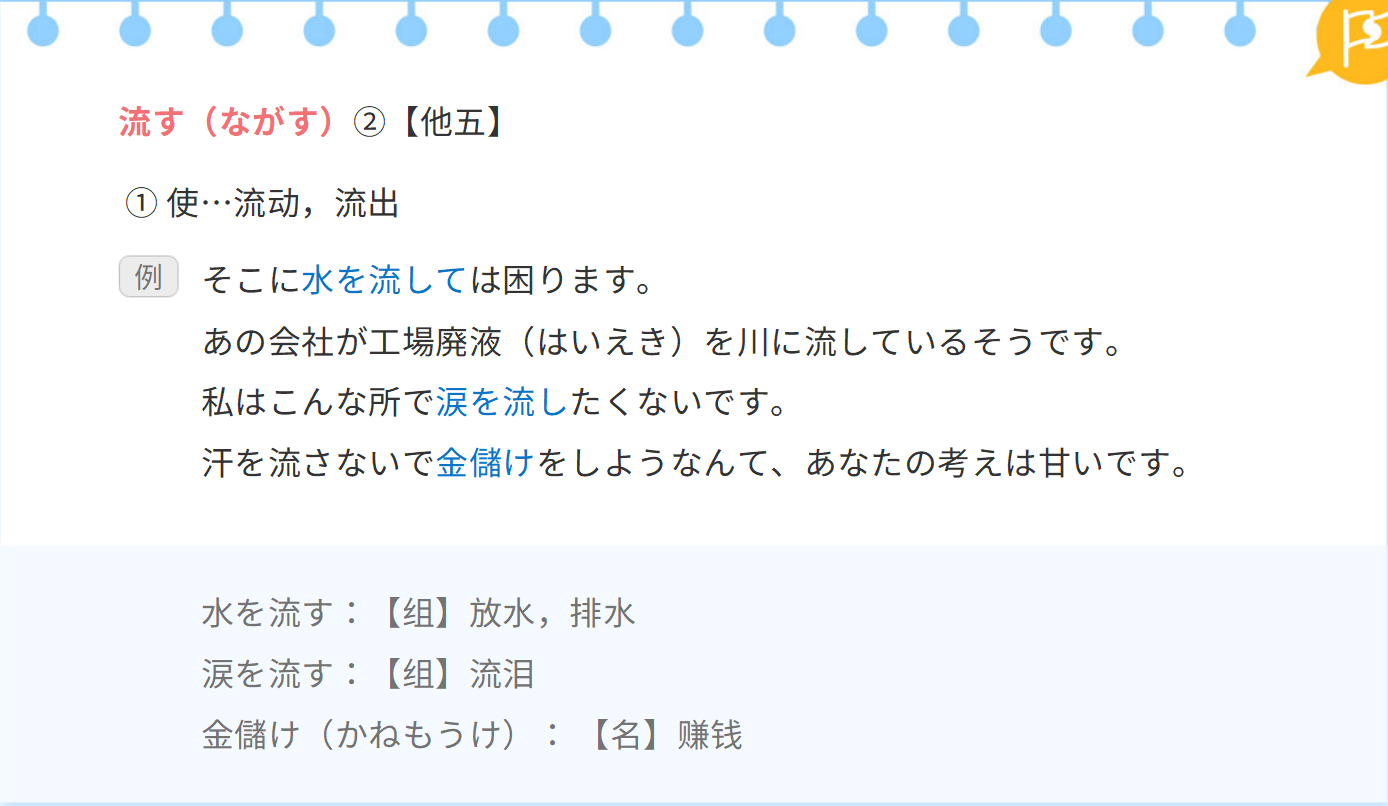 流す（ながす）②【他五】
① 使…流动，流出
例 そこに水を流しては困ります。
あの会社が工場廃液（はいえき）を川に流しているそうです。
私はこんな所で涙を流したくないです。
汗を流さないで金儲けをしようなんて、あなたの考えは甘いです。
水を流す：【组】放水，排水
涙を流す：【组】流泪
金儲け（かねもうけ）：【名】赚钱